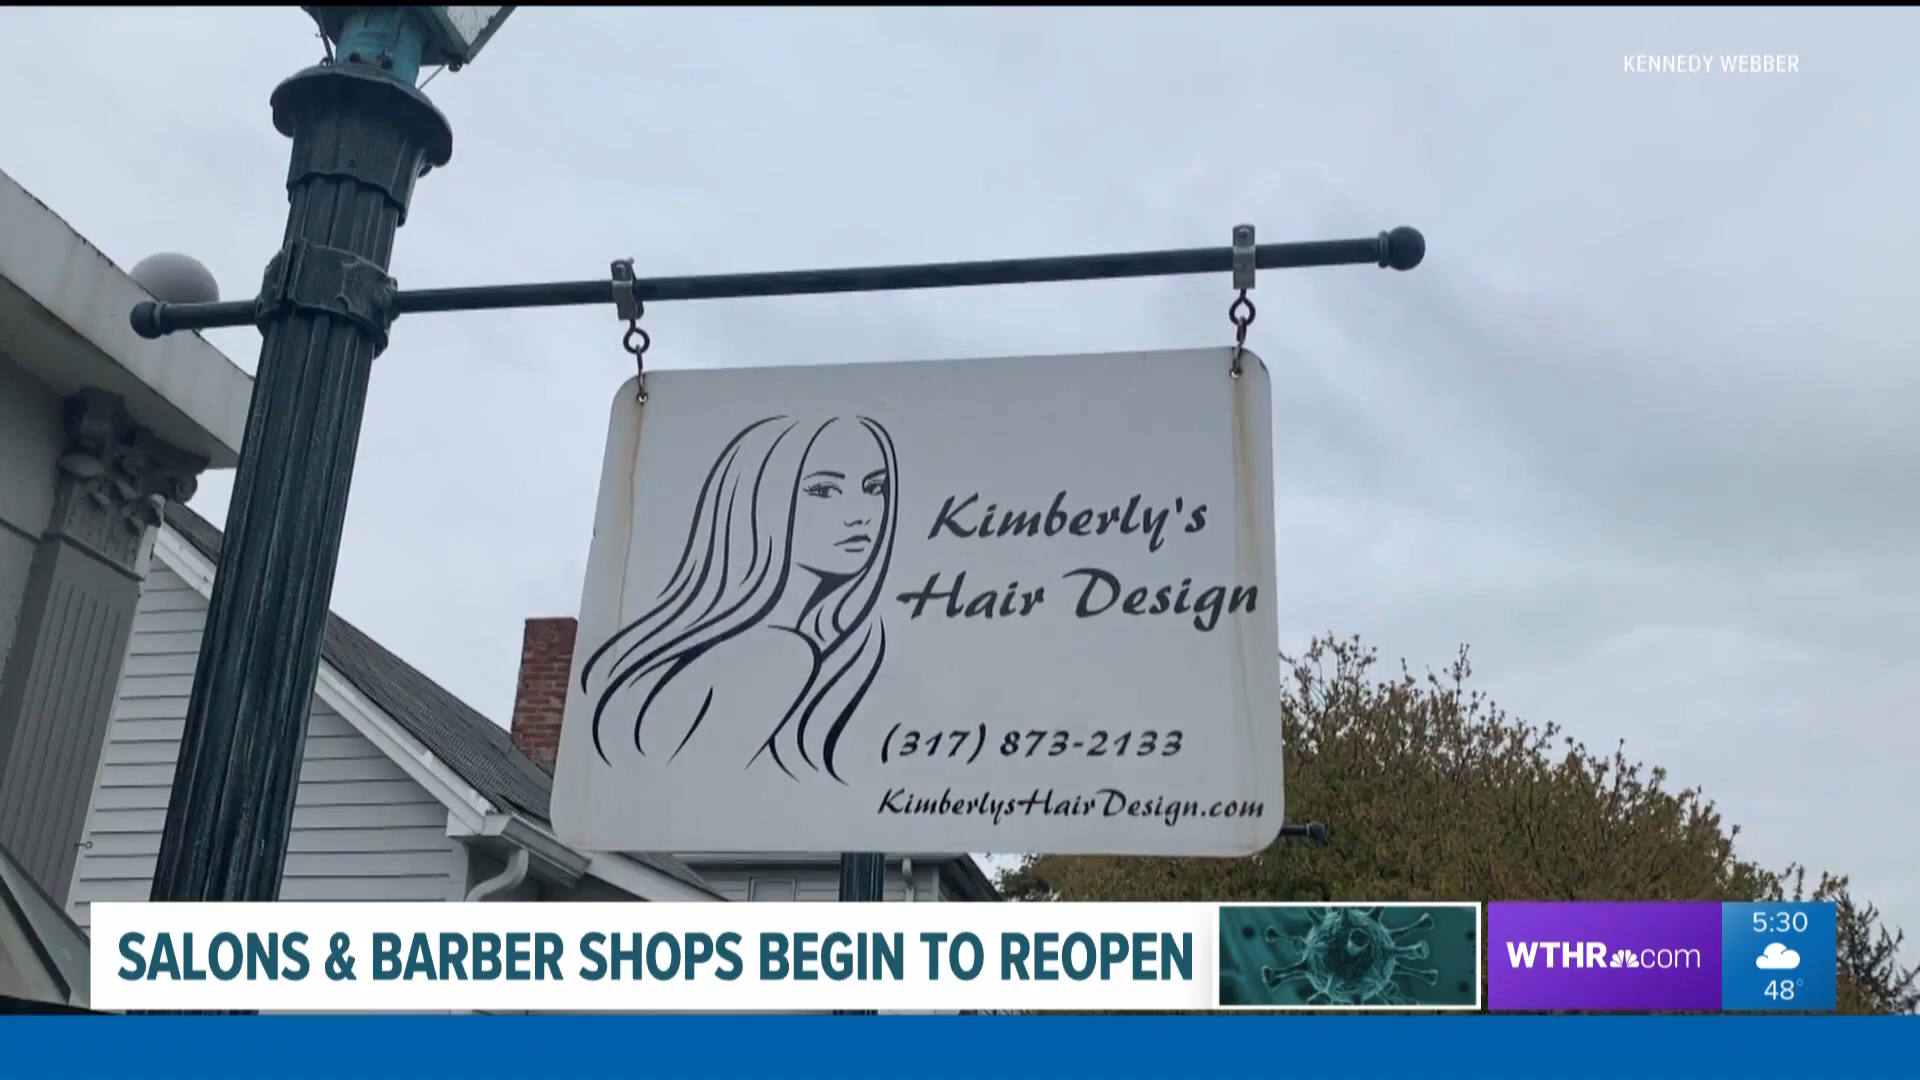 KENNEDY WEBBER
Kimberly's
Hair Design
(317) 873-2133
KimberlysHairDesign.com
SALONS & BARBER SHOPS BEGIN TO REOPEN
WTHR.com
5:30
48°